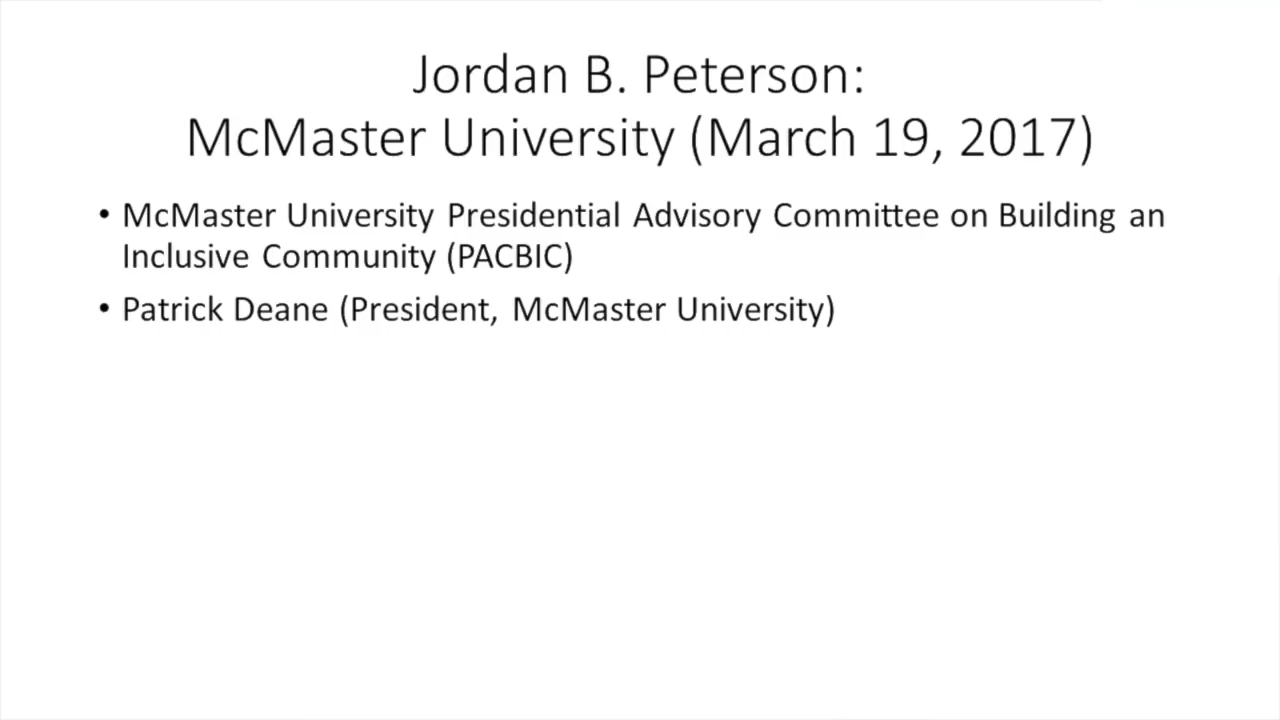 Jordan B. Peterson:
McMaster University (March 19, 2017)
• McMaster University Presidential Advisory Committee on Building an
Inclusive Community (PACBIC)
• Patrick Deane (President, McMaster University)